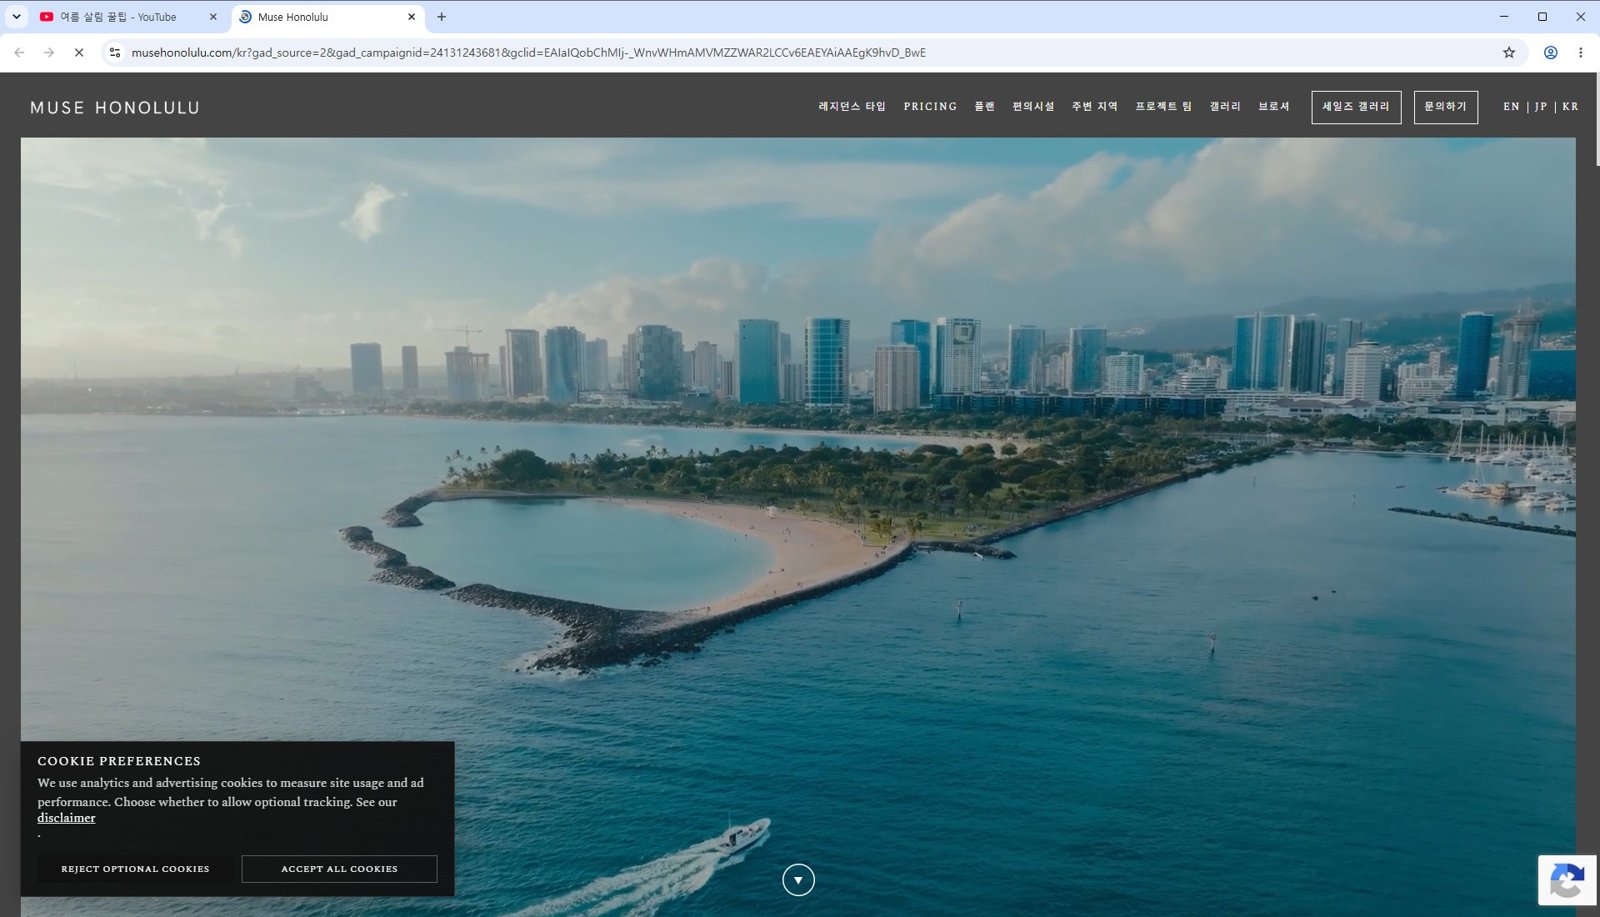 여름 살림 꿀팁 - YouTube
Muse Honolulu
musehonolulu.com/kr?gad_source=2&gad_campaignid=24131243681&gclid=EAIaIQobChMIj-_WnvWHmAMVMZZWAR2LCCv6EAEYAiAAEgK9hvD_BwE
MUSE HONOLULU
레지던스 타입 PRICING 플랜 편의시설 주변 지역 프로젝트 팀 갤러리 브로셔 세일즈 갤러리 문의하기 EN | JP | KR
COOKIE PREFERENCES
We use analytics and advertising cookies to measure site usage and ad
performance. Choose whether to allow optional tracking. See our
disclaimer
.
REJECT OPTIONAL COOKIES ACCEPT ALL COOKIES